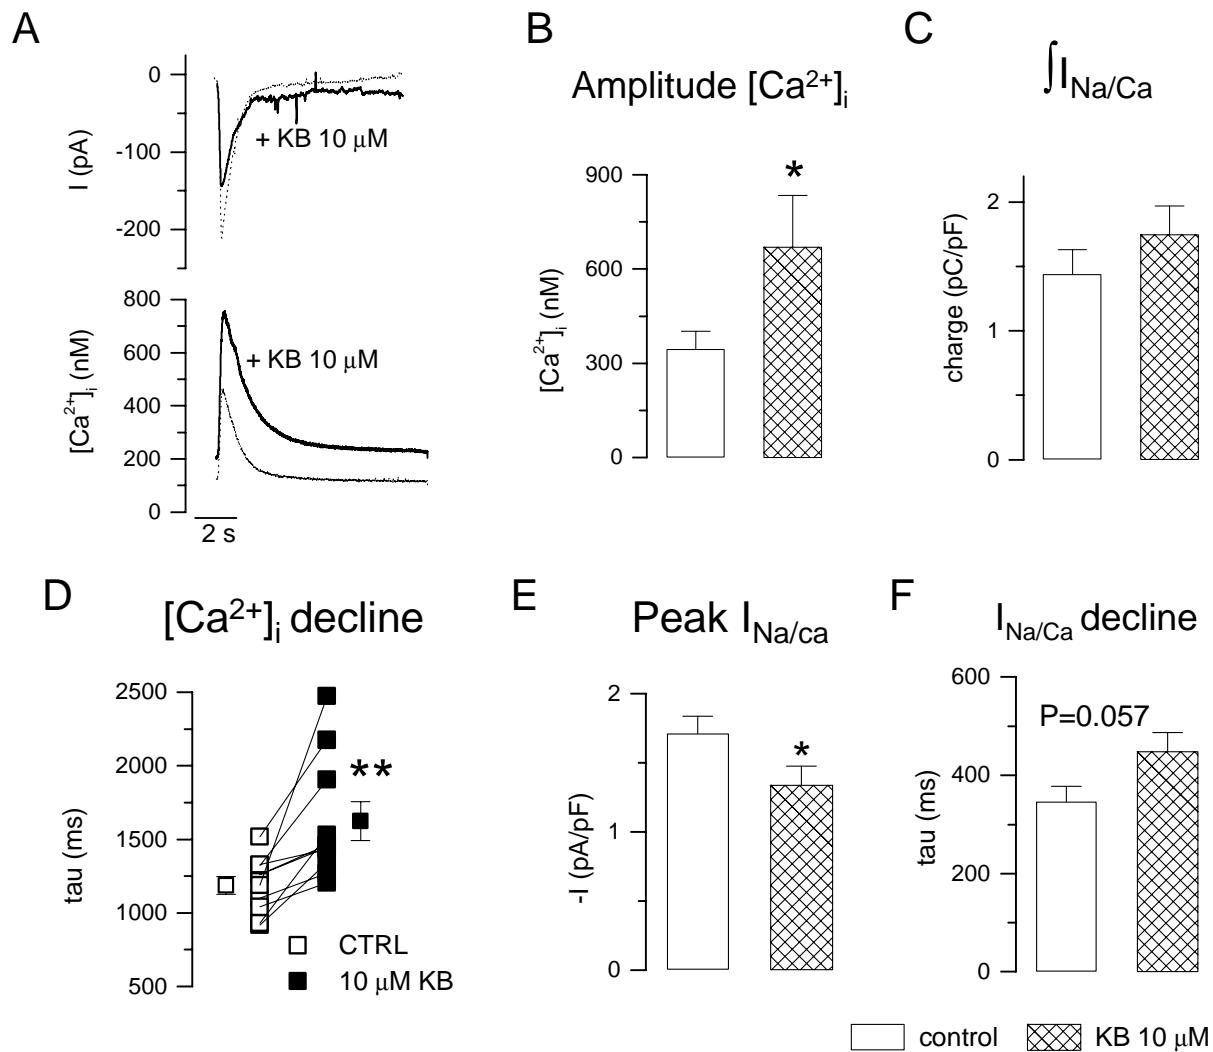 A
0
-100
-200
I (pA)
+ KB 10 μM
800
600
400
200
0
[Ca²⁺]ᵢ (nM)
+ KB 10 μM
2 s
B
Amplitude [Ca²⁺]ᵢ
900
600
300
0
[Ca²⁺]ᵢ (nM)
*
C
∫I_Na/Ca
2
1
0
charge (pC/pF)
D
[Ca²⁺]ᵢ decline
2500
2000
1500
1000
500
tau (ms)
**
CTRL
10 μM KB
E
Peak I_Na/ca
2
1
0
-I (pA/pF)
*
F
I_Na/Ca decline
600
400
200
0
tau (ms)
P=0.057
control
KB 10 μM